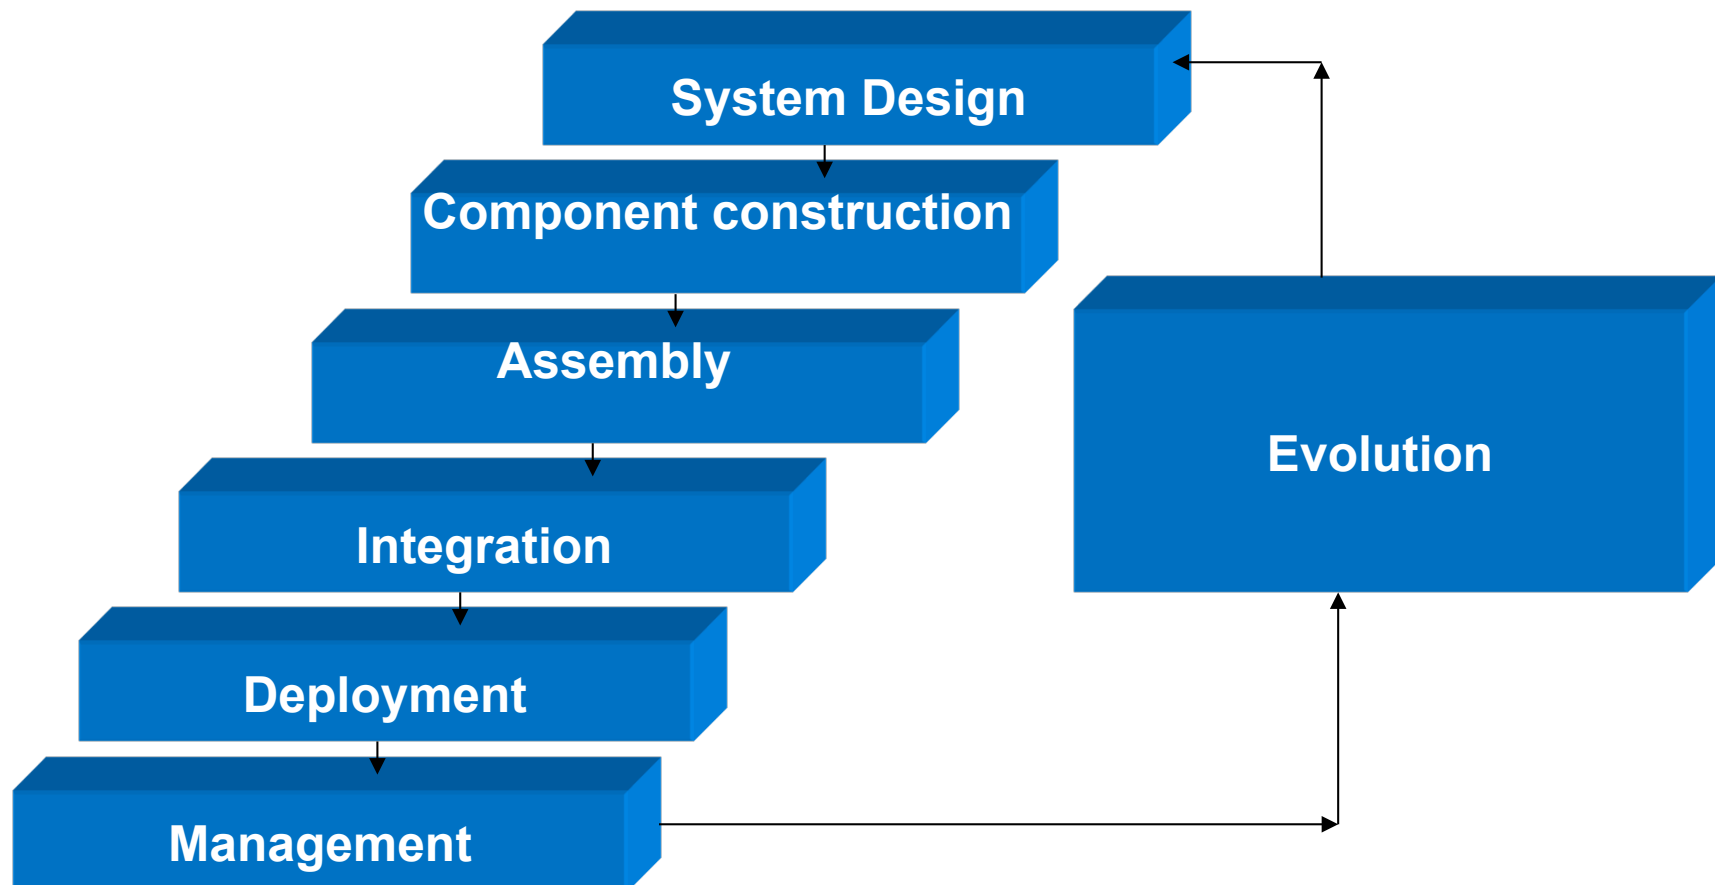 System Design
Component construction
Assembly
Integration
Deployment
Management
Evolution